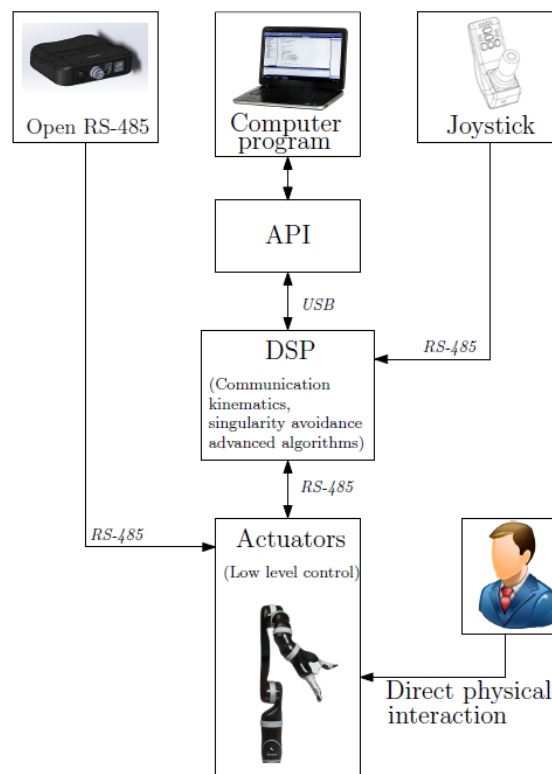 Open RS-485
Computer
program
Joystick
API
USB
DSP
(Communication
kinematics,
singularity avoidance
advanced algorithms)
RS-485
RS-485
RS-485
Actuators
(Low level control)
Direct physical
interaction